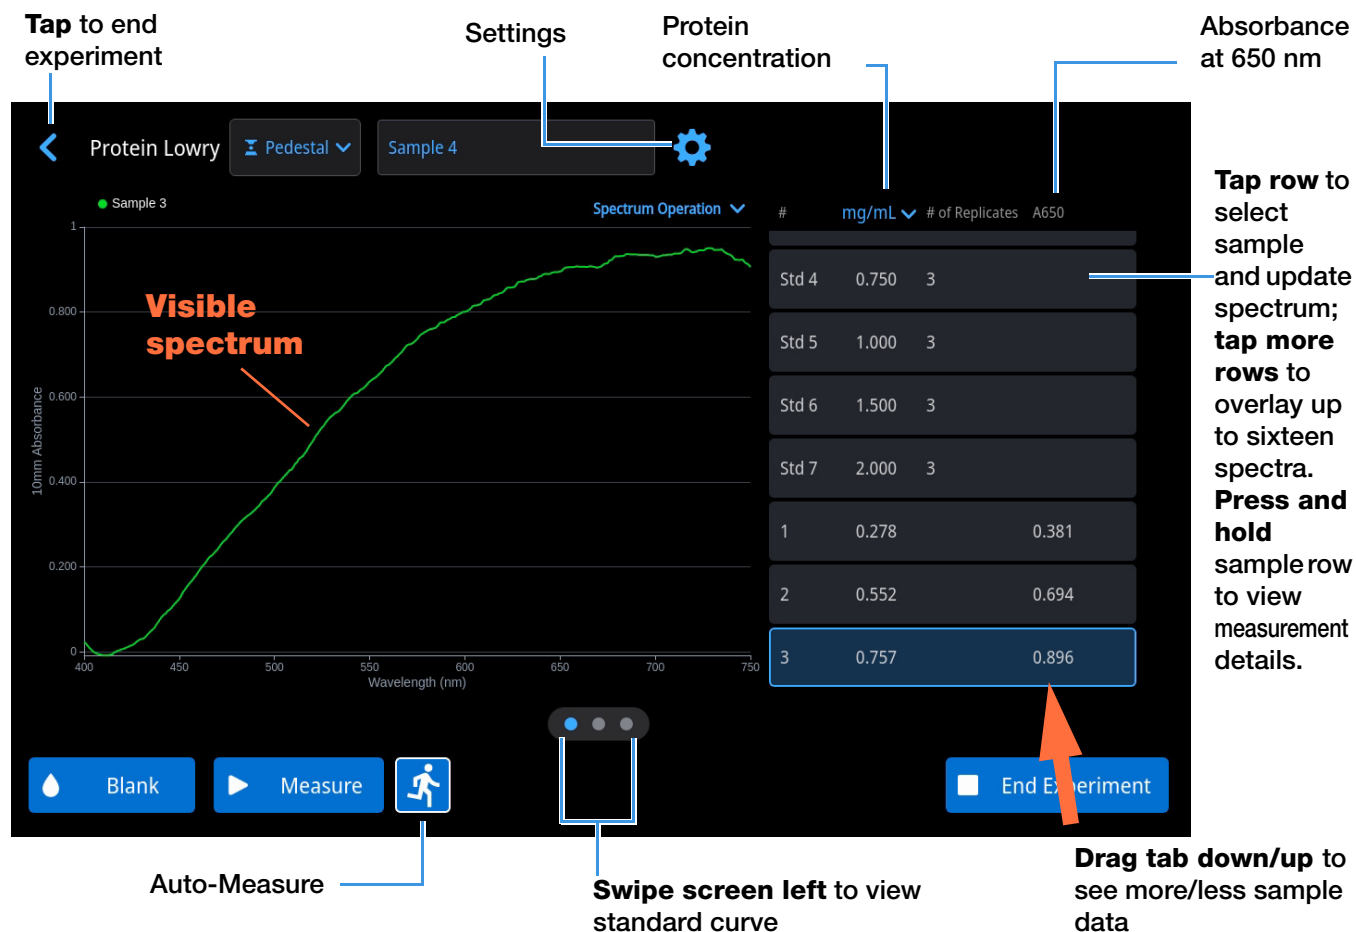 Tap to end
experiment
Settings
Protein
concentration
Absorbance
at 650 nm
Protein Lowry
Pedestal
Sample 4
Sample 3
Spectrum Operation
# mg/mL # of Replicates A650
1
0.800
0.600
0.400
0.200
0
10mm Absorbance
400 450 500 550 600 650 700 750
Wavelength (nm)
Visible
spectrum
Std 4 0.750 3
Std 5 1.000 3
Std 6 1.500 3
Std 7 2.000 3
1 0.278 0.381
2 0.552 0.694
3 0.757 0.896
Tap row to
select
sample
and update
spectrum;
tap more
rows to
overlay up
to sixteen
spectra.
Press and
hold
sample row
to view
measurement
details.
Blank
Measure
End Experiment
Auto-Measure
Swipe screen left to view
standard curve
Drag tab down/up to
see more/less sample
data